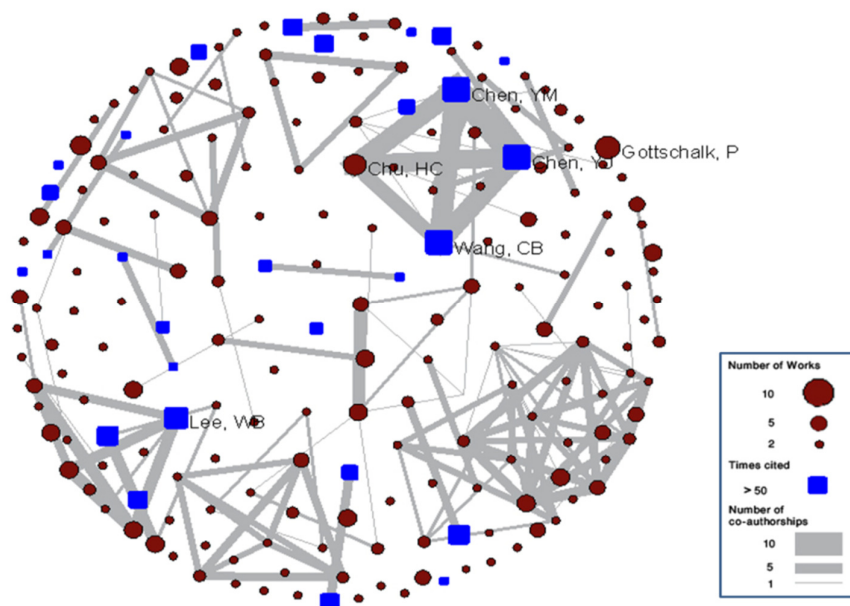 Chen, YM
Gottschalk, P
Chen, YJ
Chu, HC
Wang, CB
Lee, WB
Number of Works
10
5
2
Times cited
> 50
Number of
co-authorships
10
5
1